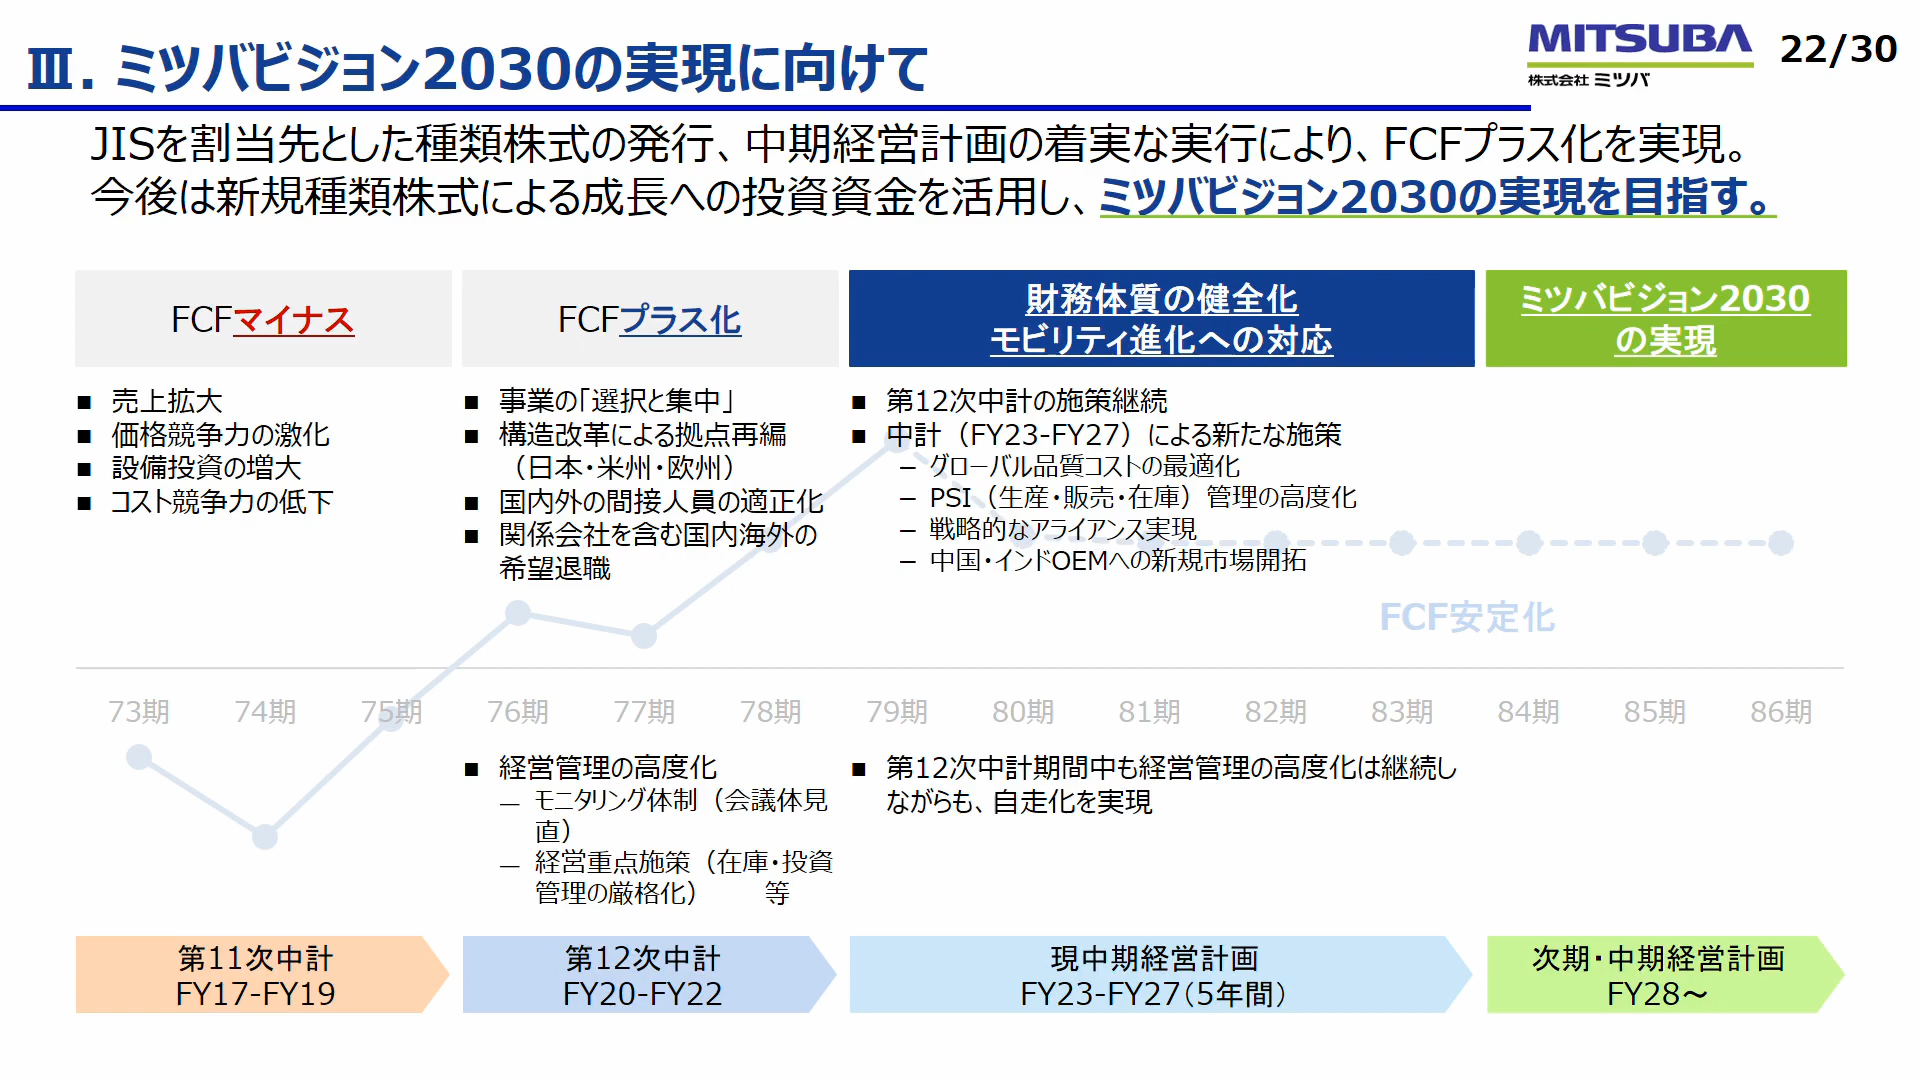 Ⅲ. ミツバビジョン2030の実現に向けて
MITSUBA
株式会社 ミツバ
22/30
JISを割当先とした種類株式の発行、中期経営計画の着実な実行により、FCFプラス化を実現。
今後は新規種類株式による成長への投資資金を活用し、ミツバビジョン2030の実現を目指す。
FCFマイナス
■ 売上拡大
■ 価格競争力の激化
■ 設備投資の増大
■ コスト競争力の低下
FCFプラス化
■ 事業の「選択と集中」
■ 構造改革による拠点再編
（日本・米州・欧州）
■ 国内外の間接人員の適正化
■ 関係会社を含む国内海外の
希望退職
財務体質の健全化
モビリティ進化への対応
■ 第12次中計の施策継続
■ 中計（FY23-FY27）による新たな施策
－ グローバル品質コストの最適化
－ PSI（生産・販売・在庫）管理の高度化
－ 戦略的なアライアンス実現
－ 中国・インドOEMへの新規市場開拓
ミツバビジョン2030
の実現
FCF安定化
73期 74期 75期 76期 77期 78期 79期 80期 81期 82期 83期 84期 85期 86期
■ 経営管理の高度化
― モニタリング体制（会議体見
直）
― 経営重点施策（在庫・投資
管理の厳格化） 等
■ 第12次中計期間中も経営管理の高度化は継続し
ながらも、自走化を実現
第11次中計
FY17-FY19
第12次中計
FY20-FY22
現中期経営計画
FY23-FY27（5年間）
次期・中期経営計画
FY28～